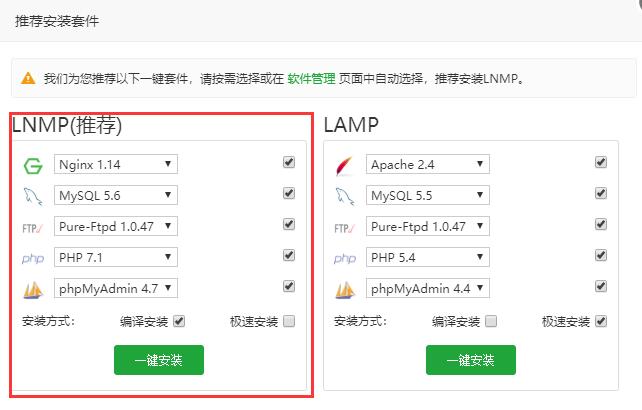 推荐安装套件
我们为您推荐以下一键套件，请按需选择或在 软件管理 页面中自动选择，推荐安装LNMP。
LNMP(推荐)
Nginx 1.14
MySQL 5.6
FTP Pure-Ftpd 1.0.47
php PHP 7.1
phpMyAdmin 4.7
安装方式： 编译安装 极速安装
一键安装
LAMP
Apache 2.4
MySQL 5.5
FTP Pure-Ftpd 1.0.47
php PHP 5.4
phpMyAdmin 4.4
安装方式： 编译安装 极速安装
一键安装